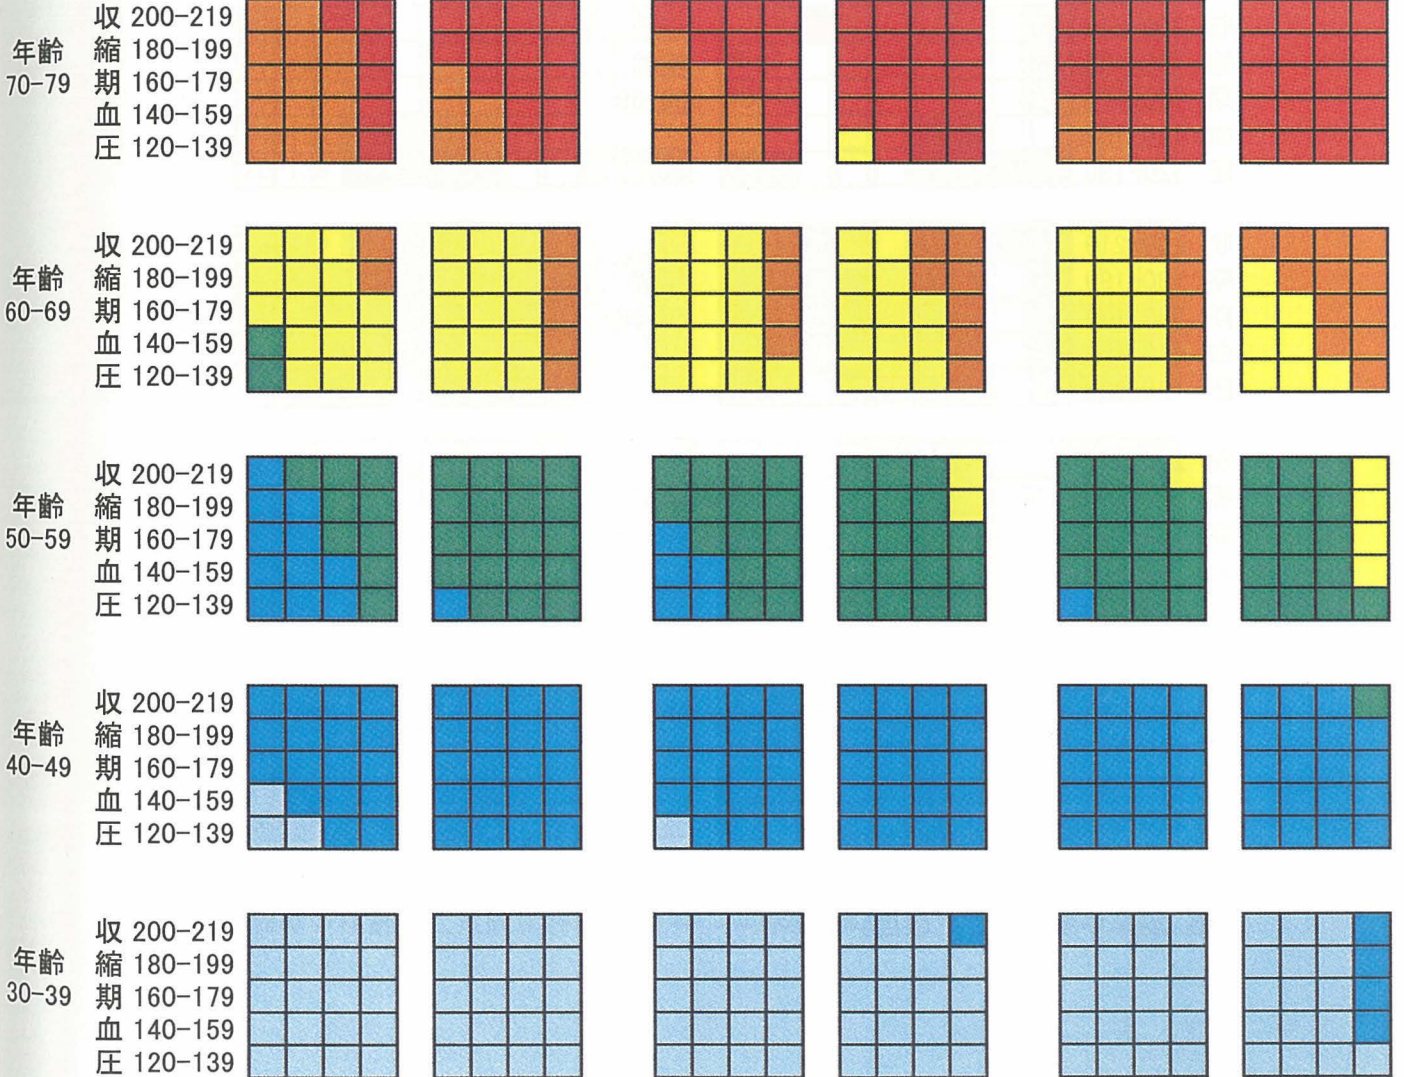 収 200-219
年齢 縮 180-199
70-79 期 160-179
血 140-159
圧 120-139
収 200-219
年齢 縮 180-199
60-69 期 160-179
血 140-159
圧 120-139
収 200-219
年齢 縮 180-199
50-59 期 160-179
血 140-159
圧 120-139
収 200-219
年齢 縮 180-199
40-49 期 160-179
血 140-159
圧 120-139
収 200-219
年齢 縮 180-199
30-39 期 160-179
血 140-159
圧 120-139